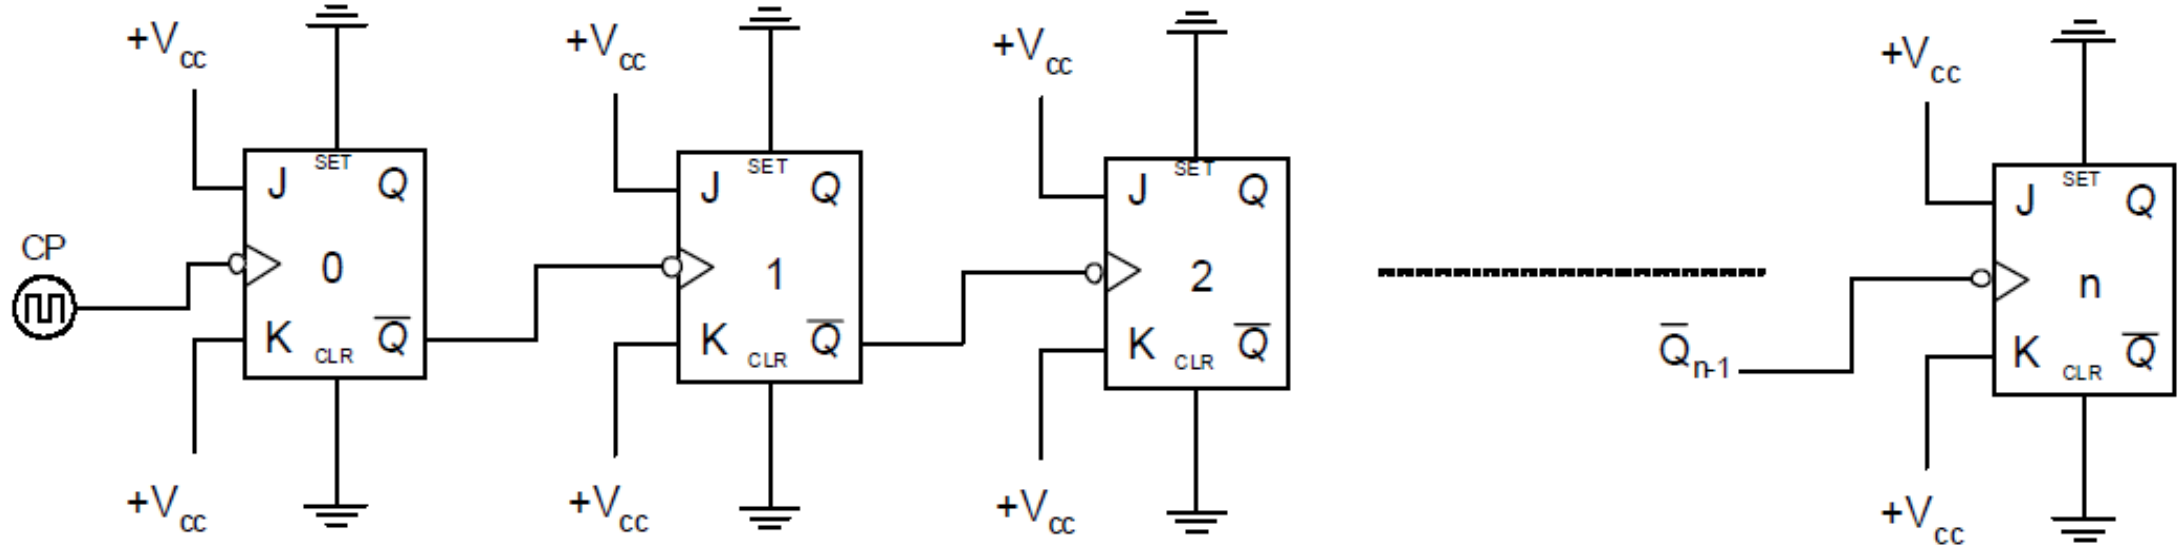 +Vcc +Vcc +Vcc +Vcc
SET SET SET SET
J Q J Q J Q J Q
CP
0 1 2 n
K Q̅ K Q̅ K Q̅ Q̅n-1 K Q̅
CLR CLR CLR CLR
+Vcc +Vcc +Vcc +Vcc